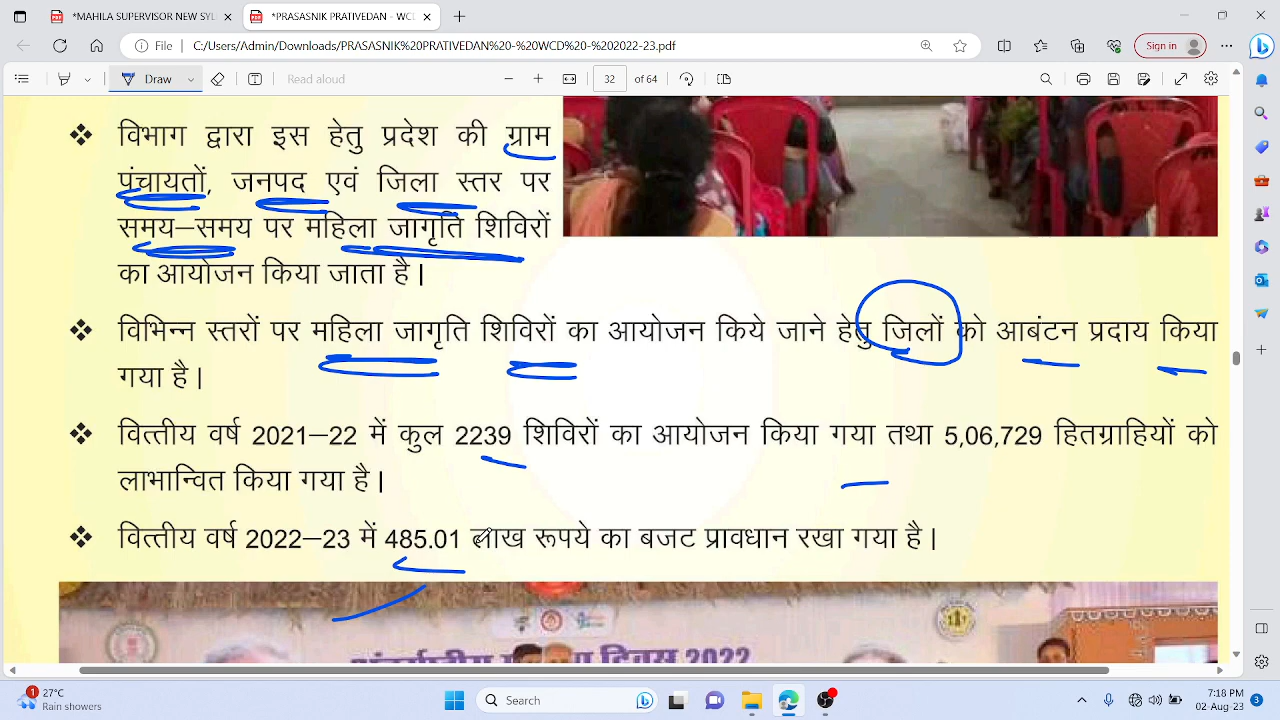 *MAHILA SUPERVISOR NEW SYL
*PRASASNIK PRATIVEDAN - WCD
File C:/Users/Admin/Downloads/PRASASNIK%20PRATIVEDAN%20-%20WCD%20-%202022-23.pdf
Sign in
Draw
Read aloud
32 of 64
❖ विभाग द्वारा इस हेतु प्रदेश की ग्राम
पंचायतों, जनपद एवं जिला स्तर पर
समय–समय पर महिला जागृति शिविरों
का आयोजन किया जाता है।
❖ विभिन्न स्तरों पर महिला जागृति शिविरों का आयोजन किये जाने हेतु जिलों को आबंटन प्रदाय किया
गया है।
❖ वित्तीय वर्ष 2021–22 में कुल 2239 शिविरों का आयोजन किया गया तथा 5,06,729 हितग्राहियों को
लाभान्वित किया गया है।
❖ वित्तीय वर्ष 2022–23 में 485.01 लाख रूपये का बजट प्रावधान रखा गया है।
2022
1
27°C
Rain showers
Search
7:18 PM
02-Aug-23
3